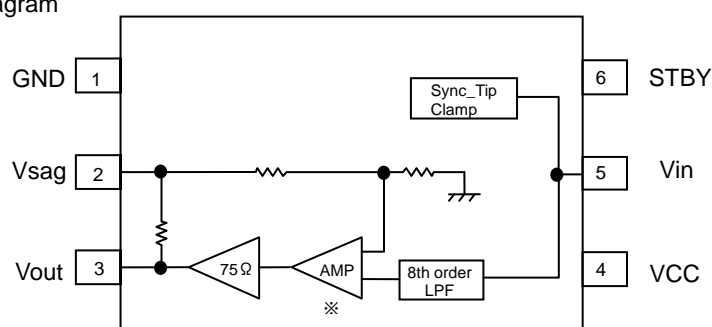 agram
GND 1
6 STBY
Sync_Tip
Clamp
Vsag 2
5 Vin
Vout 3
75Ω
AMP
8th order
LPF
4 VCC
※